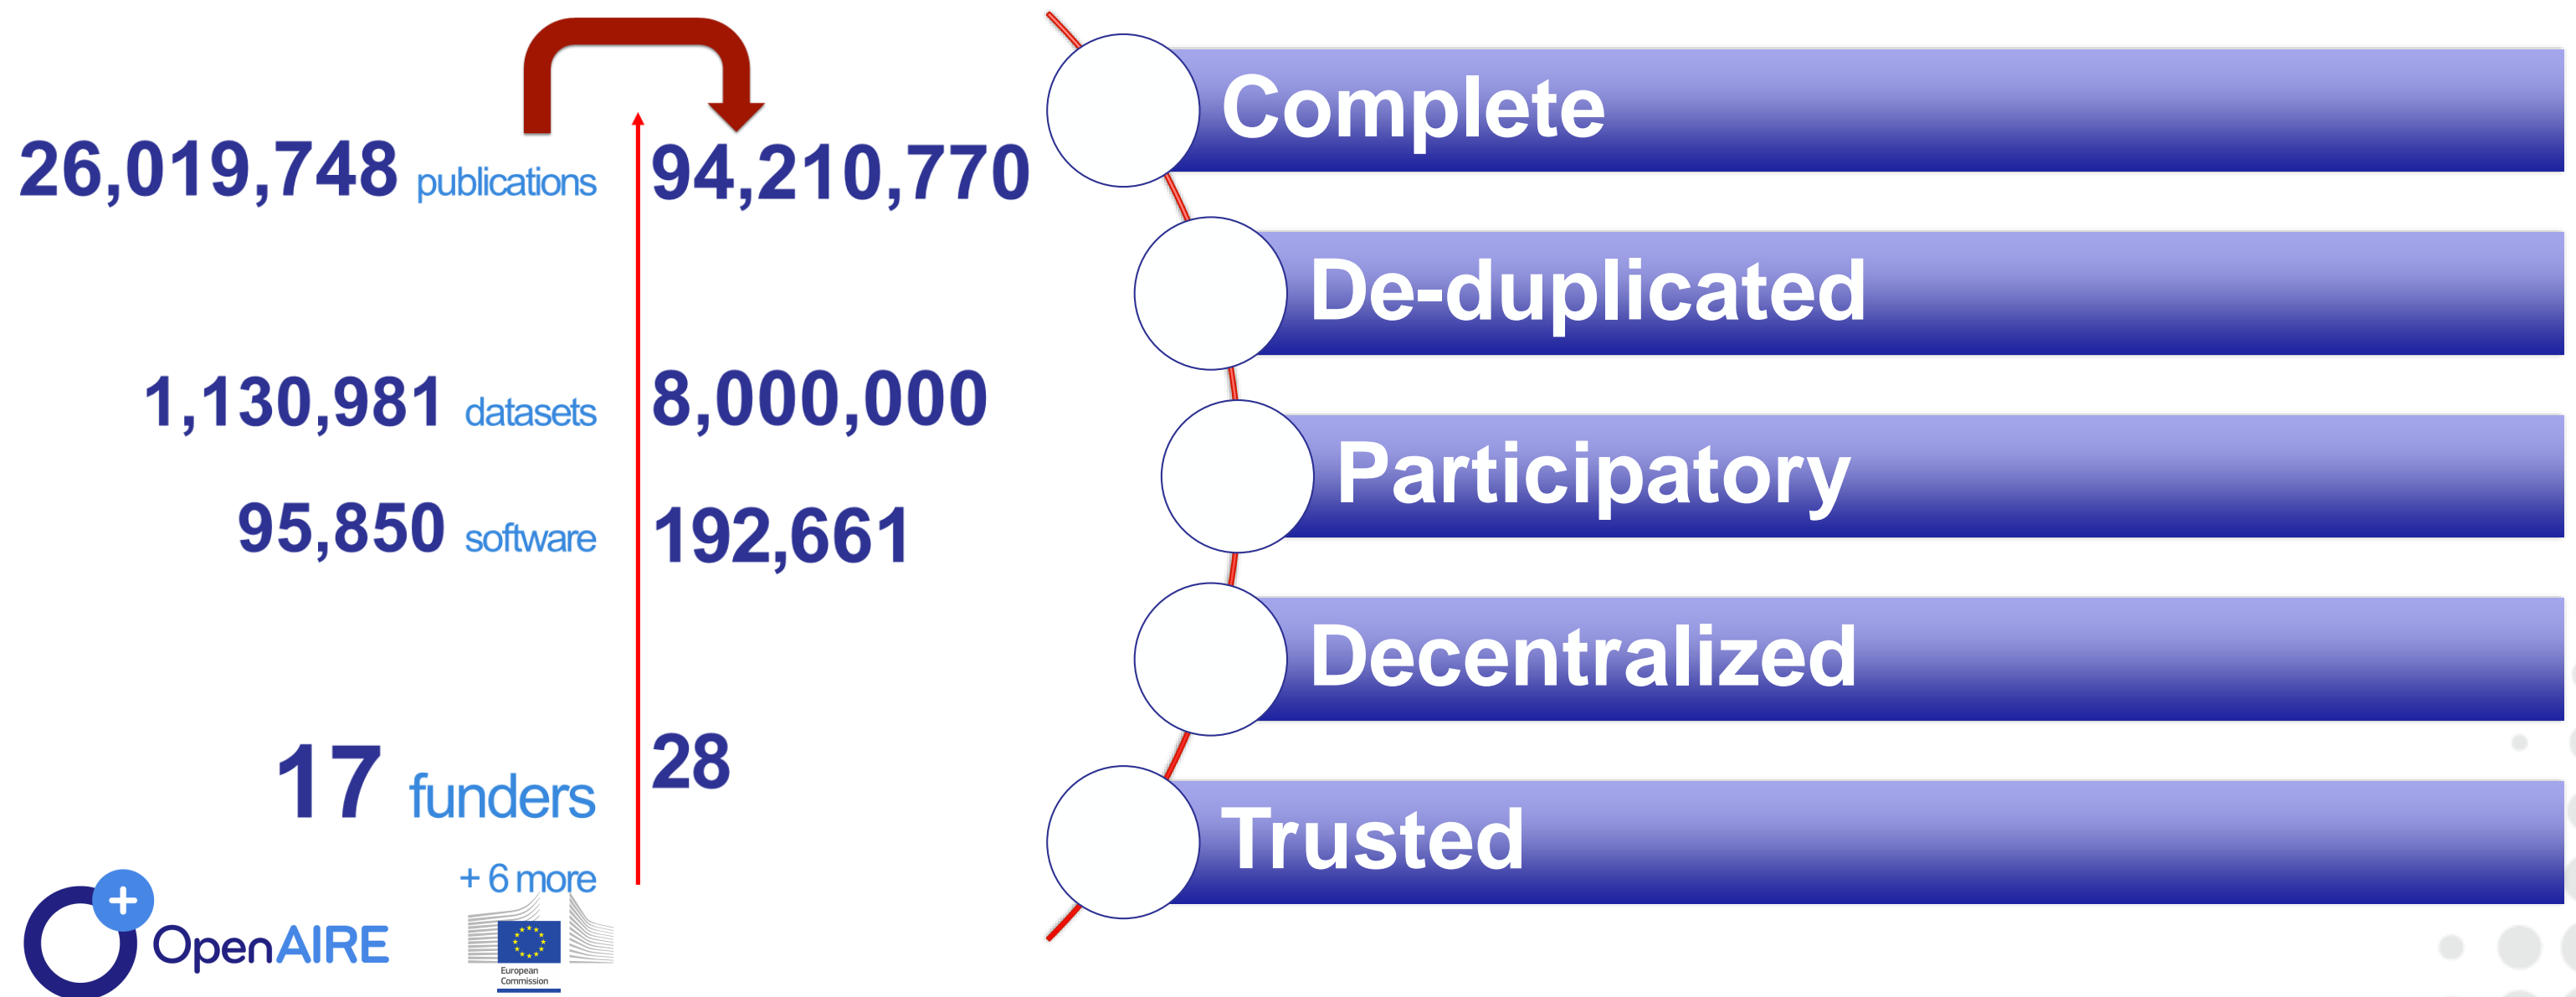 26,019,748 publications 94,210,770
1,130,981 datasets 8,000,000
95,850 software 192,661
17 funders 28
+ 6 more
OpenAIRE
European
Commission
Complete
De-duplicated
Participatory
Decentralized
Trusted